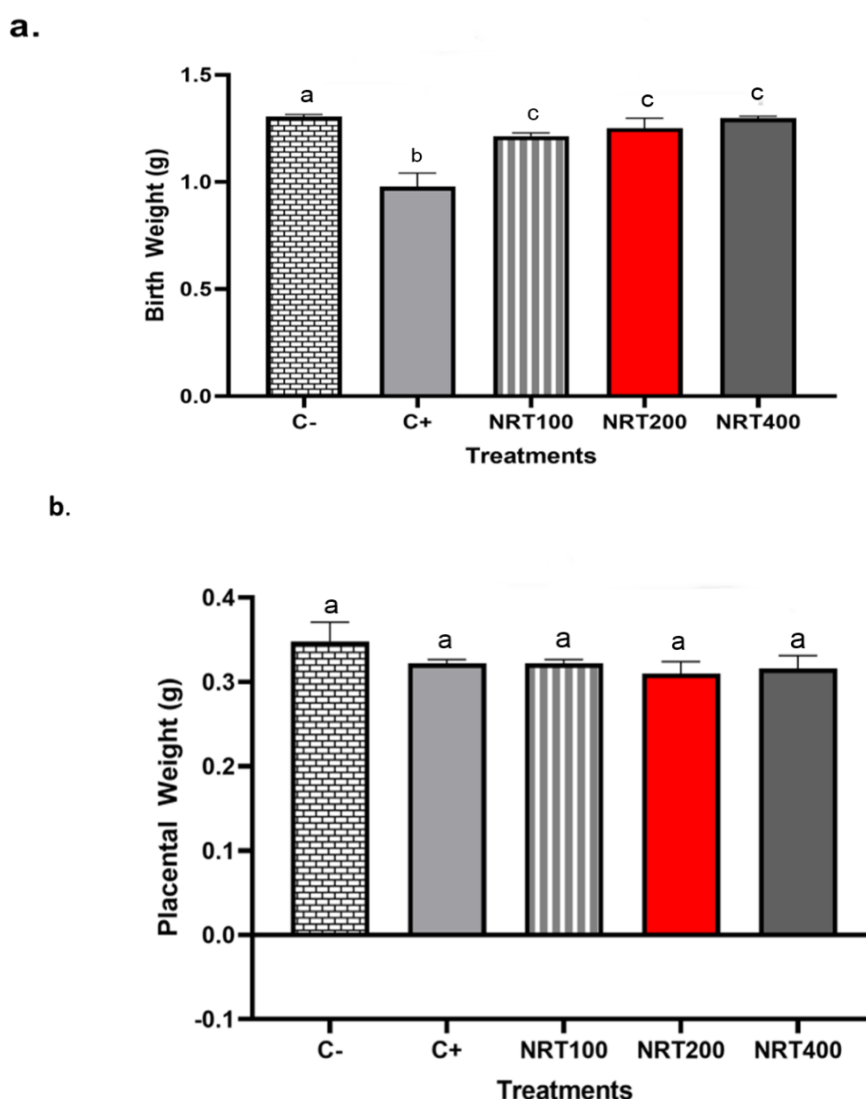 a.
Birth Weight (g)
1.5
1.0
0.5
0.0
a
b
c
c
c
C-
C+
NRT100
NRT200
NRT400
Treatments
b.
Placental Weight (g)
0.4
0.3
0.2
0.1
0.0
-0.1
a
a
a
a
a
C-
C+
NRT100
NRT200
NRT400
Treatments